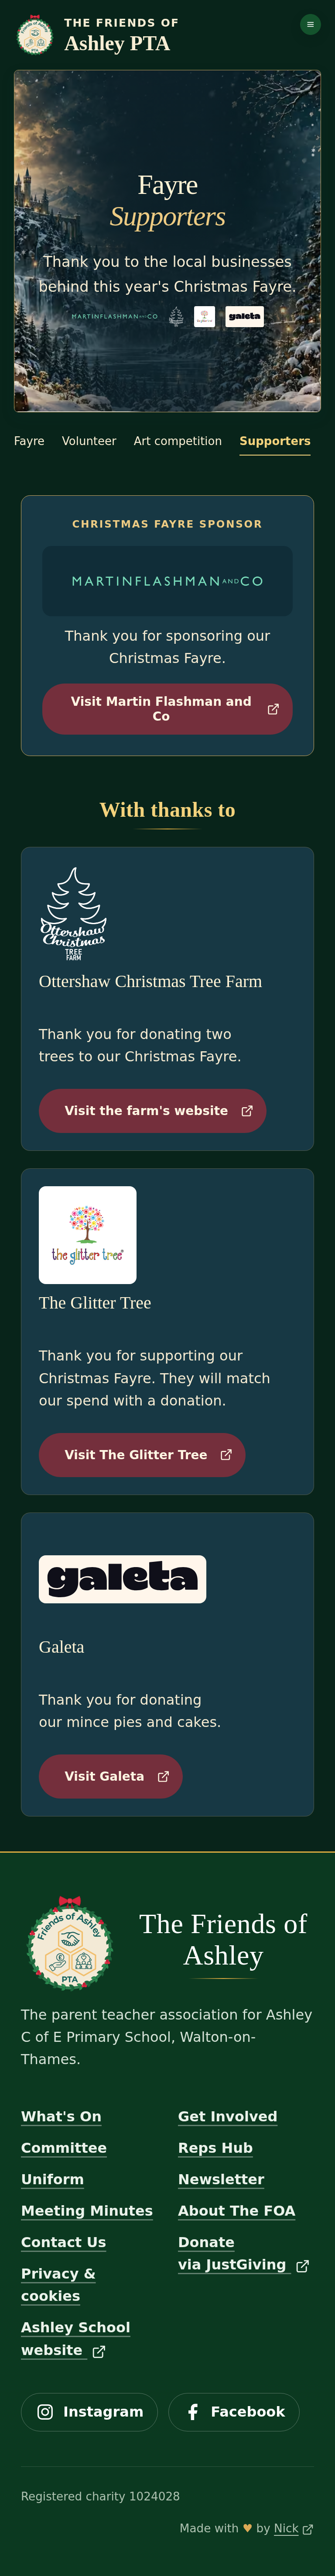 THE FRIENDS OF
Ashley PTA
Fayre
Supporters
Thank you to the local businesses
behind this year's Christmas Fayre.
MARTINFLASHMANANDCO
galeta
Fayre
Volunteer
Art competition
Supporters
CHRISTMAS FAYRE SPONSOR
MARTINFLASHMANANDCO
Thank you for sponsoring our
Christmas Fayre.
Visit Martin Flashman and
Co
With thanks to
Ottershaw
Christmas
TREE
FARM
Ottershaw Christmas Tree Farm
Thank you for donating two
trees to our Christmas Fayre.
Visit the farm's website
the glitter tree
The Glitter Tree
Thank you for supporting our
Christmas Fayre. They will match
our spend with a donation.
Visit The Glitter Tree
galeta
Galeta
Thank you for donating
our mince pies and cakes.
Visit Galeta
Friends of Ashley
PTA
The Friends of
Ashley
The parent teacher association for Ashley
C of E Primary School, Walton-on-
Thames.
What's On
Committee
Uniform
Meeting Minutes
Contact Us
Privacy &
cookies
Ashley School
website
Get Involved
Reps Hub
Newsletter
About The FOA
Donate
via JustGiving
Instagram
Facebook
Registered charity 1024028
Made with ♥ by Nick